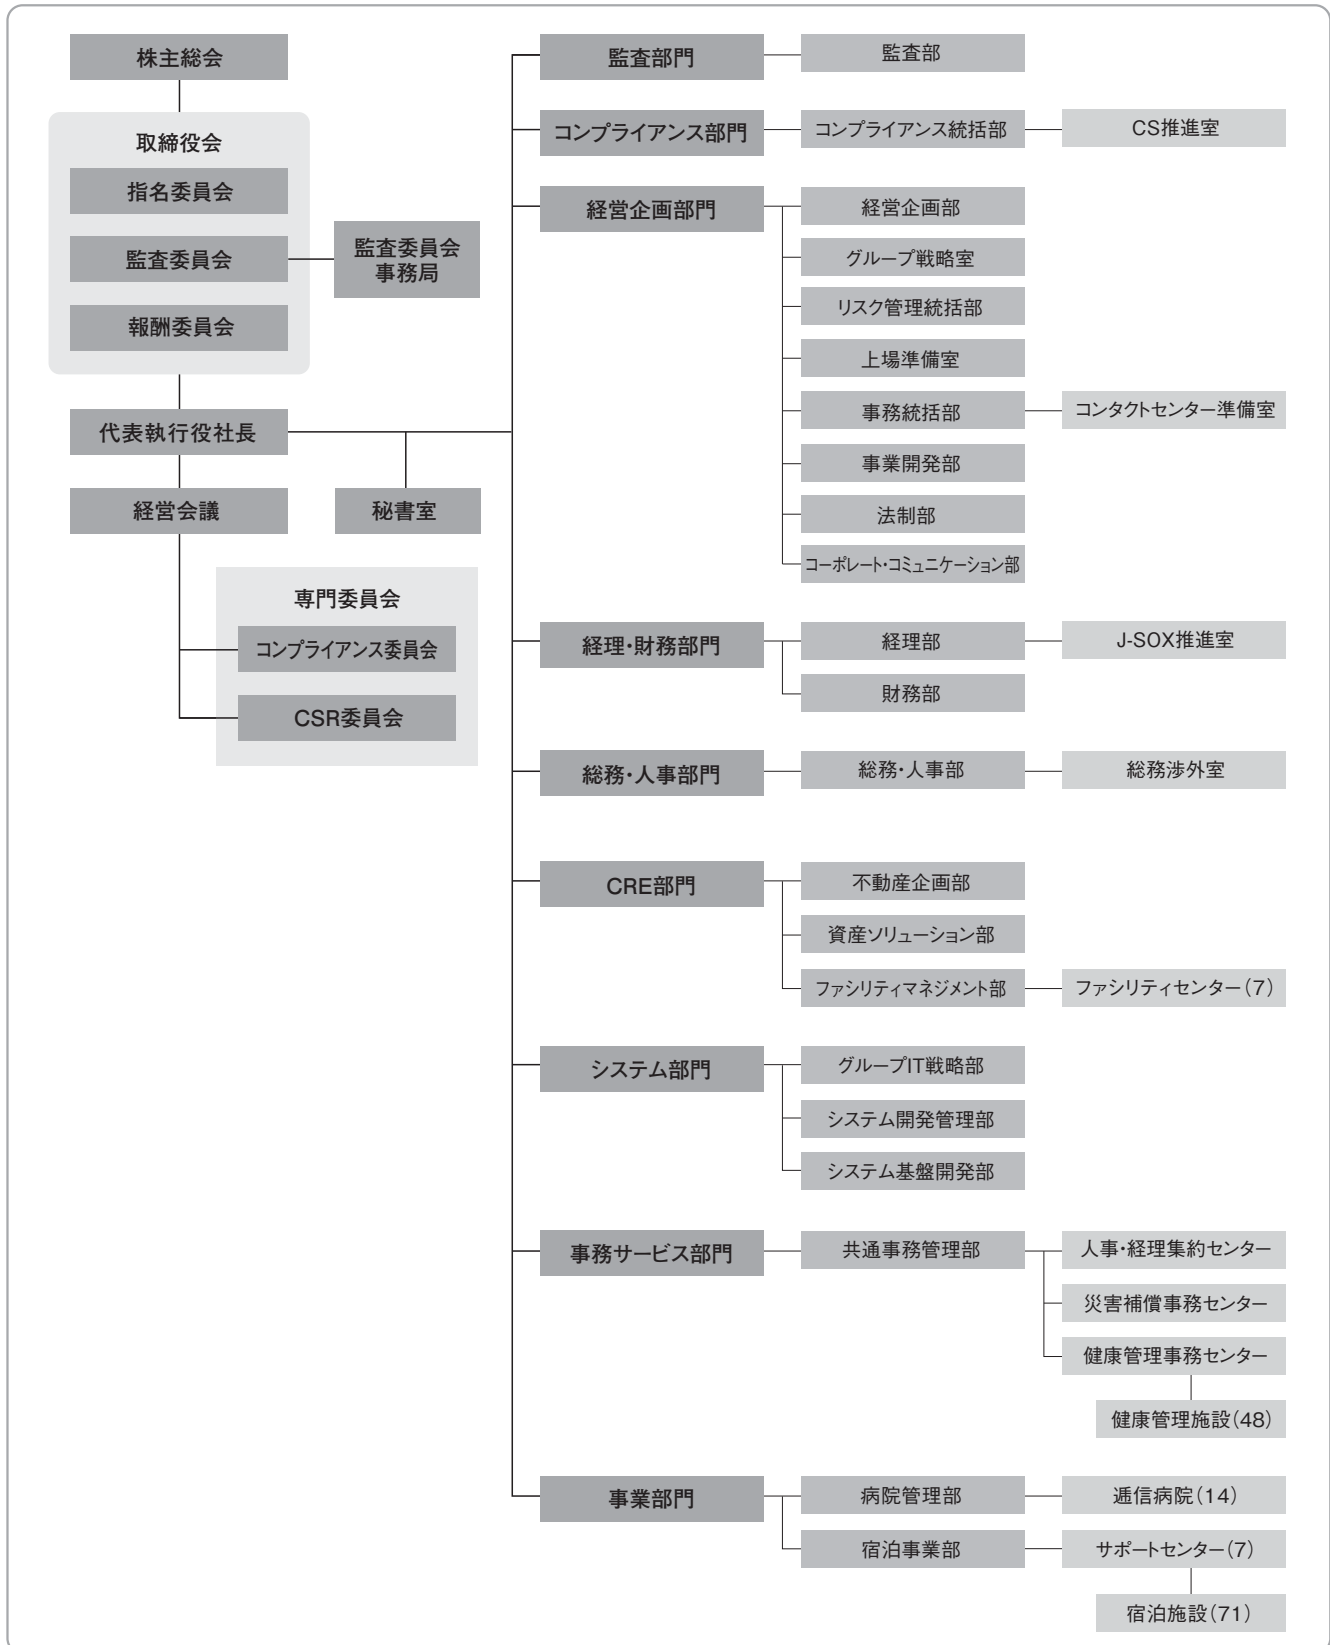 株主総会
取締役会
指名委員会
監査委員会
監査委員会
事務局
報酬委員会
代表執行役社長
経営会議
秘書室
専門委員会
コンプライアンス委員会
CSR委員会
監査部門
監査部
コンプライアンス部門
コンプライアンス統括部
CS推進室
経営企画部門
経営企画部
グループ戦略室
リスク管理統括部
上場準備室
事務統括部
コンタクトセンター準備室
事業開発部
法制部
コーポレート・コミュニケーション部
経理・財務部門
経理部
J-SOX推進室
財務部
総務・人事部門
総務・人事部
総務渉外室
CRE部門
不動産企画部
資産ソリューション部
ファシリティマネジメント部
ファシリティセンター(7)
システム部門
グループIT戦略部
システム開発管理部
システム基盤開発部
事務サービス部門
共通事務管理部
人事・経理集約センター
災害補償事務センター
健康管理事務センター
健康管理施設(48)
事業部門
病院管理部
逓信病院(14)
宿泊事業部
サポートセンター(7)
宿泊施設(71)